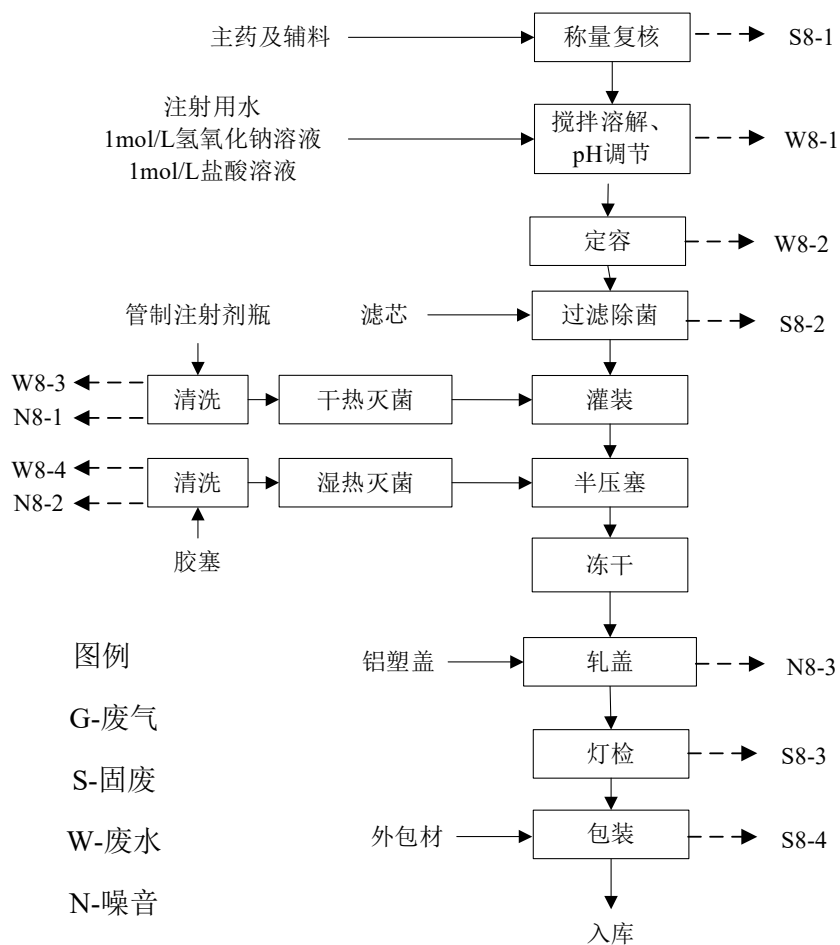 主药及辅料
称量复核
S8-1
注射用水
1mol/L氢氧化钠溶液
1mol/L盐酸溶液
搅拌溶解、
pH调节
W8-1
定容
W8-2
管制注射剂瓶
滤芯
过滤除菌
S8-2
W8-3
N8-1
清洗
干热灭菌
灌装
W8-4
N8-2
清洗
湿热灭菌
半压塞
胶塞
冻干
图例
铝塑盖
轧盖
N8-3
G-废气
灯检
S8-3
S-固废
W-废水
外包材
包装
S8-4
N-噪音
入库